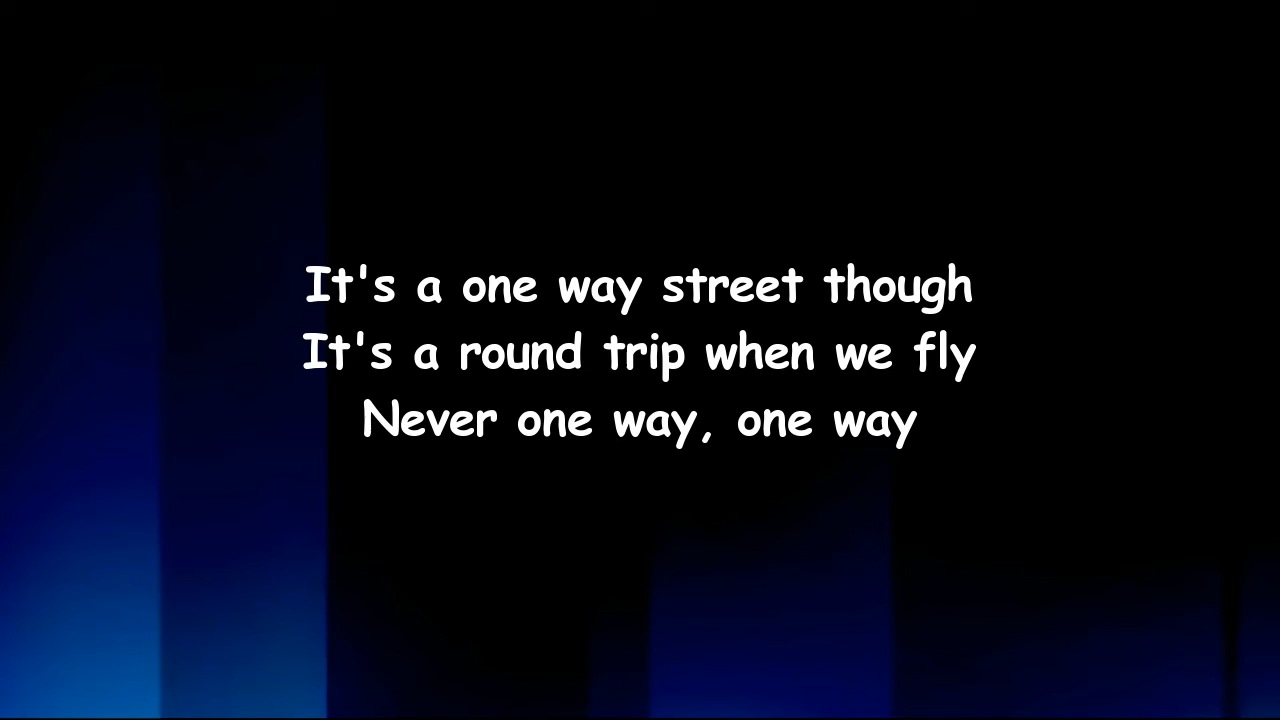 It's a one way street though
It's a round trip when we fly
Never one way, one way